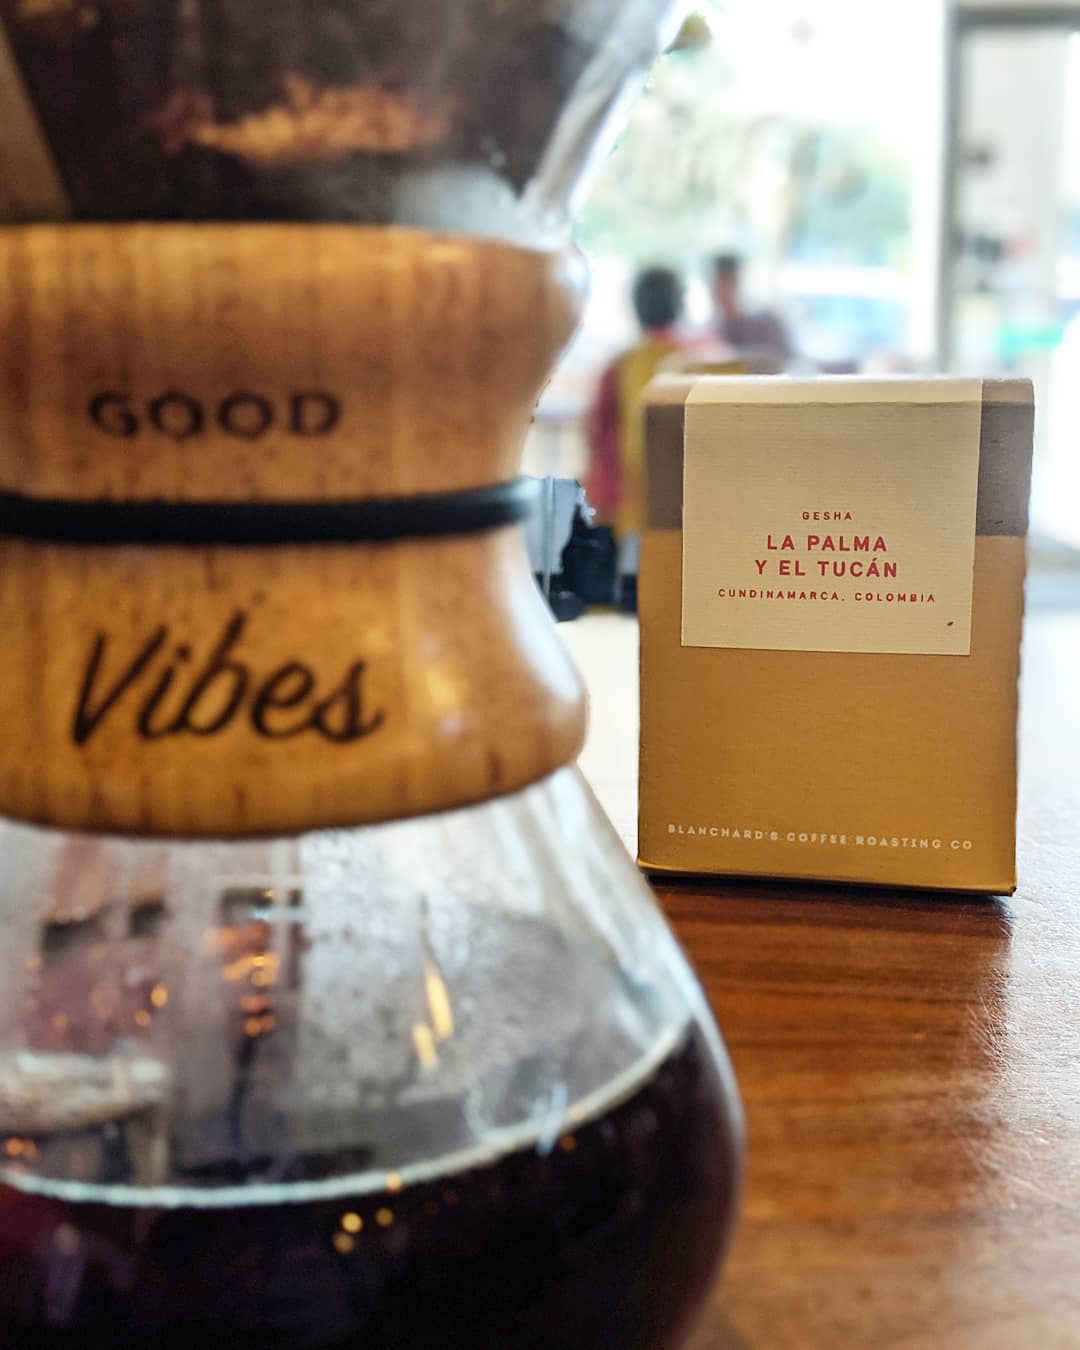 GOOD
Vibes
GESHA
LA PALMA
Y EL TUCÁN
CUNDINAMARCA, COLOMBIA
BLANCHARD'S COFFEE ROASTING CO